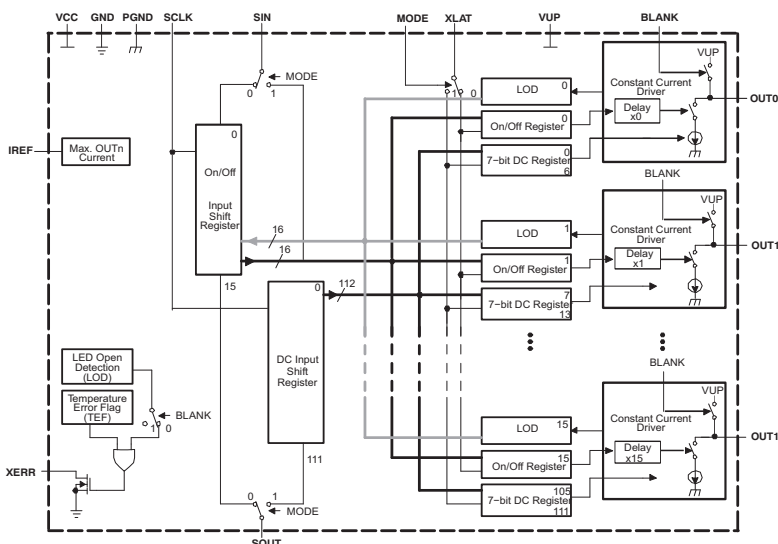 VCC GND PGND SCLK SIN MODE XLAT VUP BLANK
MODE
0 1
1 0
IREF
Max. OUTn
Current
0
On/Off
Input
Shift
Register
15
16
16
0
112
DC Input
Shift
Register
111
LED Open
Detection
(LOD)
Temperature
Error Flag
(TEF)
BLANK
1 0
XERR
0 1
MODE
SOUT
LOD 0
On/Off Register 0
7−bit DC Register 0
6
VUP
Constant Current
Driver
Delay
x0
OUT0
BLANK
LOD 1
On/Off Register 1
7−bit DC Register 7
13
VUP
Constant Current
Driver
Delay
x1
OUT1
BLANK
LOD 15
On/Off Register 15
7−bit DC Register 105
111
VUP
Constant Current
Driver
Delay
x15
OUT1